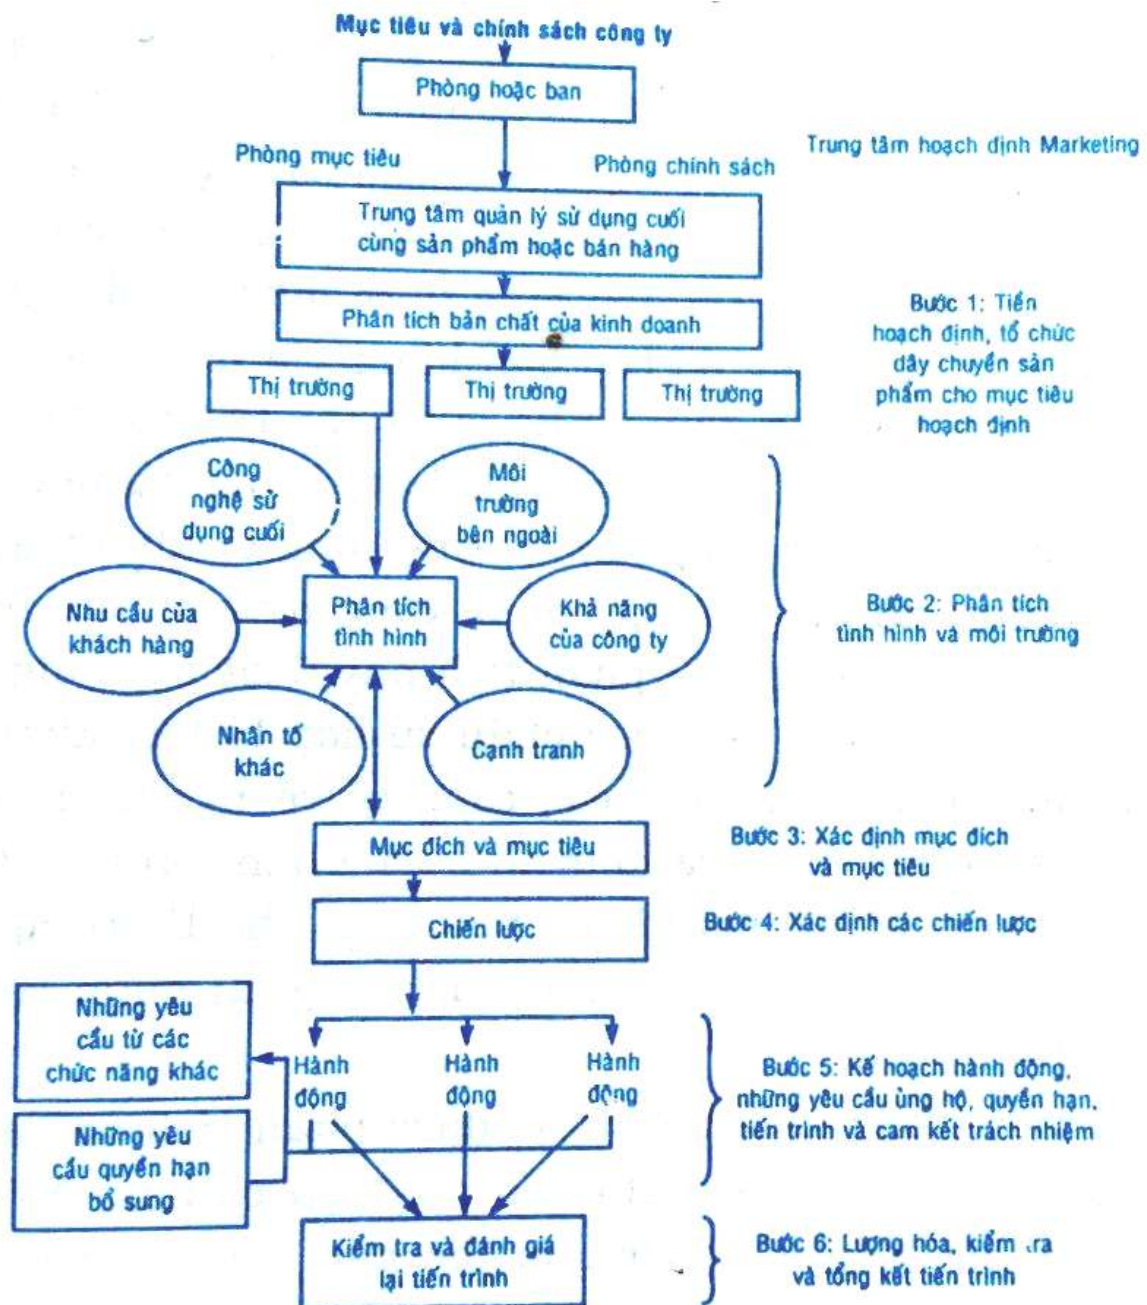 Mục tiêu và chính sách công ty
Phòng hoặc ban
Trung tâm hoạch định Marketing
Phòng mục tiêu
Phòng chính sách
Trung tâm quản lý sử dụng cuối
cùng sản phẩm hoặc bán hàng
Phân tích bản chất của kinh doanh
Bước 1: Tiền
hoạch định, tổ chức
dây chuyền sản
phẩm cho mục tiêu
hoạch định
Thị trường
Thị trường
Thị trường
Công
nghệ sử
dụng cuối
Môi
trường
bên ngoài
Nhu cầu của
khách hàng
Phân tích
tình hình
Khả năng
của công ty
Bước 2: Phân tích
tình hình và môi trường
Nhân tố
khác
Cạnh tranh
Mục đích và mục tiêu
Bước 3: Xác định mục đích
và mục tiêu
Chiến lược
Bước 4: Xác định các chiến lược
Những yêu
cầu từ các
chức năng khác
Hành
động
Hành
động
Hành
động
Bước 5: Kế hoạch hành động,
những yêu cầu ủng hộ, quyền hạn,
tiến trình và cam kết trách nhiệm
Những yêu
cầu quyền hạn
bổ sung
Kiểm tra và đánh giá
lại tiến trình
Bước 6: Lượng hóa, kiểm tra
và tổng kết tiến trình